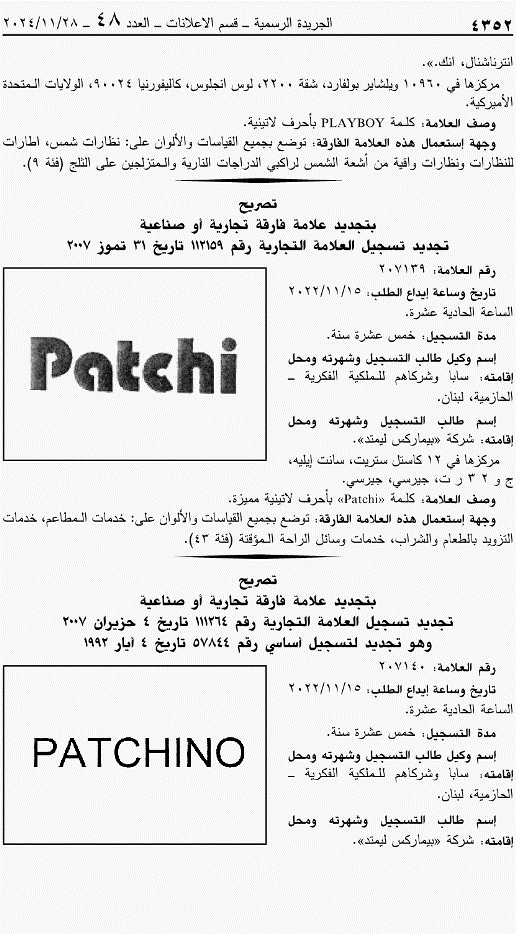 ٤٣٥٢
الجريدة الرسمية – قسم الاعلانات – العدد ٤٨ – ٢٠٢٤/١١/٢٨
انترناشنال، انك.».
مركزها في ١٠٩٦٠ ويلشاير بولفارد، شقة ٢٢٠٠، لوس انجلوس، كاليفورنيا ٩٠٠٢٤، الولايات المتحدة
الأميركية.
وصف العلامة: كلمة PLAYBOY بأحرف لاتينية.
وجهة إستعمال هذه العلامة الفارقة: توضع بجميع القياسات والألوان على: نظارات شمس، اطارات
للنظارات ونظارات واقية من أشعة الشمس لراكبي الدراجات النارية والمتزلجين على الثلج (فئة ٩).
تصريح
بتجديد علامة فارقة تجارية أو صناعية
تجديد تسجيل العلامة التجارية رقم ١١٢١٥٩ تاريخ ٣١ تموز ٢٠٠٧
رقم العلامة: ٢٠٧١٣٩
تاريخ وساعة إيداع الطلب: ٢٠٢٢/١١/١٥
الساعة الحادية عشرة.
مدة التسجيل: خمس عشرة سنة.
إسم وكيل طالب التسجيل وشهرته ومحل
إقامته: سابا وشركاهم للملكية الفكرية –
الحازمية، لبنان.
إسم طالب التسجيل وشهرته ومحل
إقامته: شركة «بيماركس ليمتد».
مركزها في ١٢ كاستل ستريت، سانت إيليه،
ج و ٢ ٣ ر ت، جيرسي، جيرسي.
Patchi
وصف العلامة: كلمة «Patchi» بأحرف لاتينية مميزة.
وجهة إستعمال هذه العلامة الفارقة: توضع بجميع القياسات والألوان على: خدمات المطاعم، خدمات
التزويد بالطعام والشراب، خدمات وسائل الراحة المؤقتة (فئة ٤٣).
تصريح
بتجديد علامة فارقة تجارية أو صناعية
تجديد تسجيل العلامة التجارية رقم ١١١٣٦٤ تاريخ ٤ حزيران ٢٠٠٧
وهو تجديد لتسجيل أساسي رقم ٥٧٨٤٤ تاريخ ٤ أيار ١٩٩٢
رقم العلامة: ٢٠٧١٤٠
تاريخ وساعة إيداع الطلب: ٢٠٢٢/١١/١٥
الساعة الحادية عشرة.
مدة التسجيل: خمس عشرة سنة.
إسم وكيل طالب التسجيل وشهرته ومحل
إقامته: سابا وشركاهم للملكية الفكرية –
الحازمية، لبنان.
إسم طالب التسجيل وشهرته ومحل
إقامته: شركة «بيماركس ليمتد».
PATCHINO